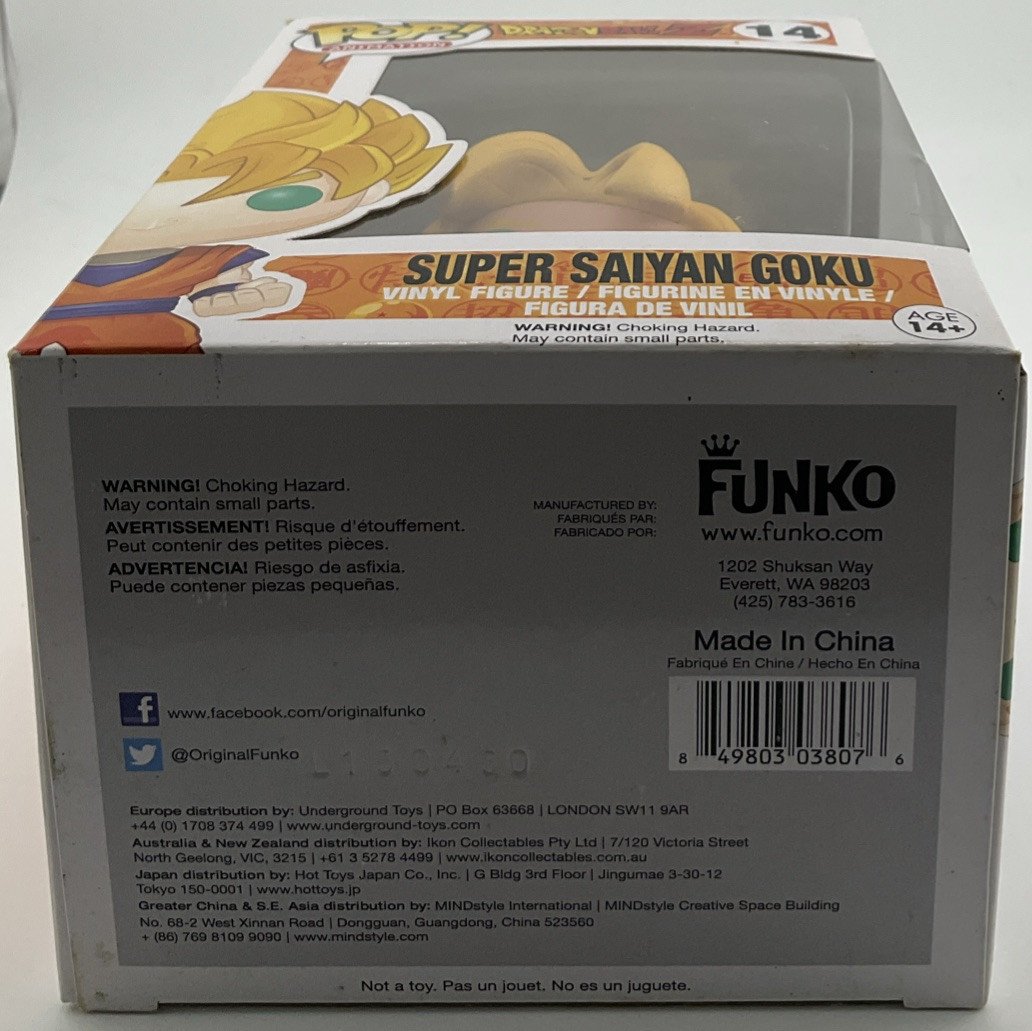 POP!
ANIMATION
14
SUPER SAIYAN GOKU
VINYL FIGURE / FIGURINE EN VINYLE /
FIGURA DE VINIL
WARNING! Choking Hazard.
May contain small parts.
AGE
14+
WARNING! Choking Hazard.
May contain small parts.
AVERTISSEMENT! Risque d'étouffement.
Peut contenir des petites pièces.
ADVERTENCIA! Riesgo de asfixia.
Puede contener piezas pequeñas.
MANUFACTURED BY:
FABRIQUÉS PAR:
FABRICADO POR:
FUNKO
www.funko.com
1202 Shuksan Way
Everett, WA 98203
(425) 783-3616
Made In China
Fabriqué En Chine / Hecho En China
8 49803 03807 6
f www.facebook.com/originalfunko
@OriginalFunko
Europe distribution by: Underground Toys | PO Box 63668 | LONDON SW11 9AR
+44 (0) 1708 374 499 | www.underground-toys.com
Australia & New Zealand distribution by: Ikon Collectables Pty Ltd | 7/120 Victoria Street
North Geelong, VIC, 3215 | +61 3 5278 4499 | www.ikoncollectables.com.au
Japan distribution by: Hot Toys Japan Co., Inc. | G Bldg 3rd Floor | Jingumae 3-30-12
Tokyo 150-0001 | www.hottoys.jp
Greater China & S.E. Asia distribution by: MINDstyle International | MINDstyle Creative Space Building
No. 68-2 West Xinnan Road | Dongguan, Guangdong, China 523560
+ (86) 769 8109 9090 | www.mindstyle.com
Not a toy. Pas un jouet. No es un juguete.